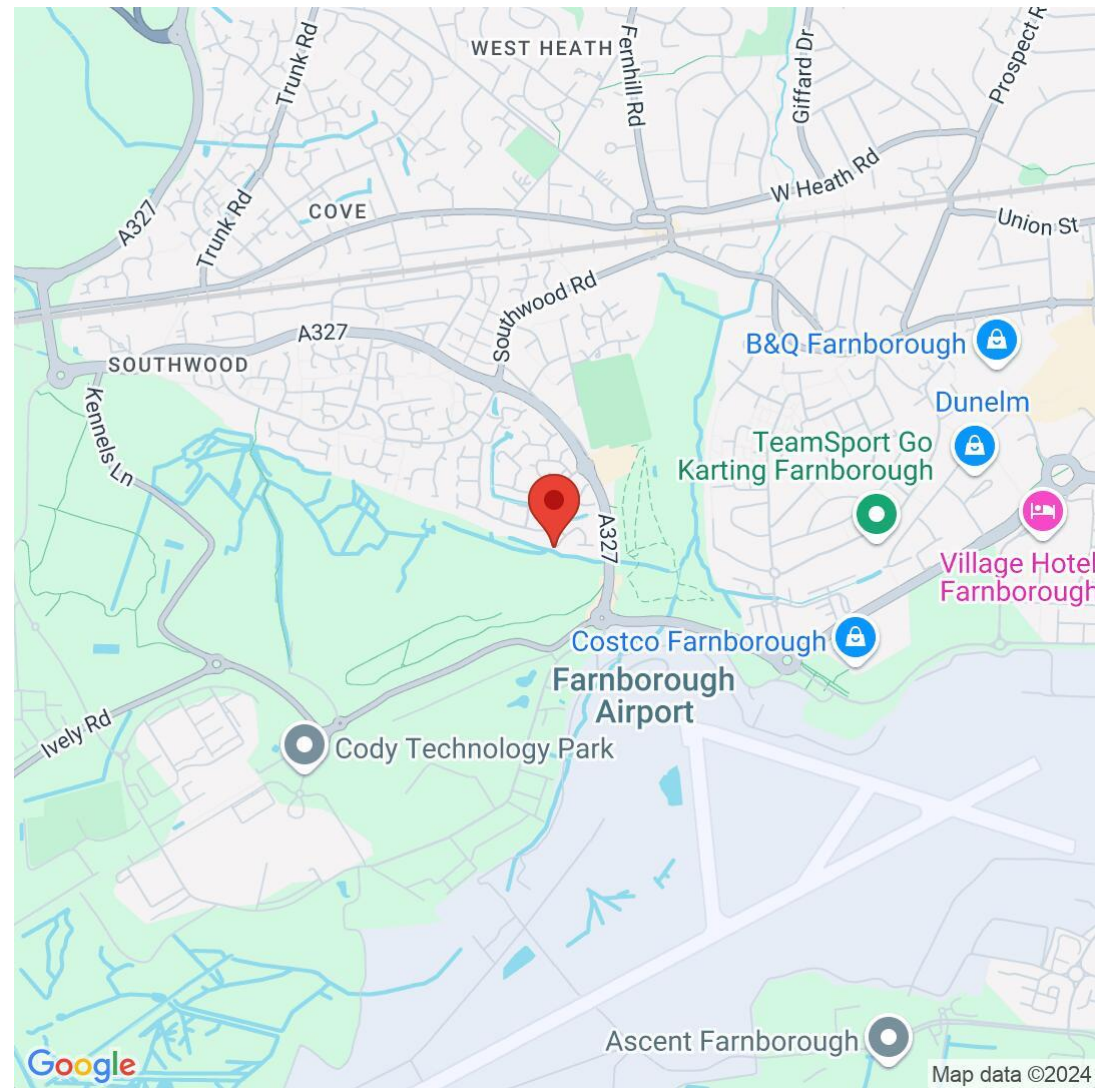 WEST HEATH
Trunk Rd
Fernhill Rd
Giffard Dr
Prospect R
W Heath Rd
Union St
COVE
Trunk Rd
A327
Southwood Rd
A327
SOUTHWOOD
Kennels Ln
B&Q Farnborough
Dunelm
TeamSport Go
Karting Farnborough
A327
Village Hotel
Farnborough
Costco Farnborough
Farnborough
Airport
Ively Rd
Cody Technology Park
Ascent Farnborough
Google
Map data ©2024